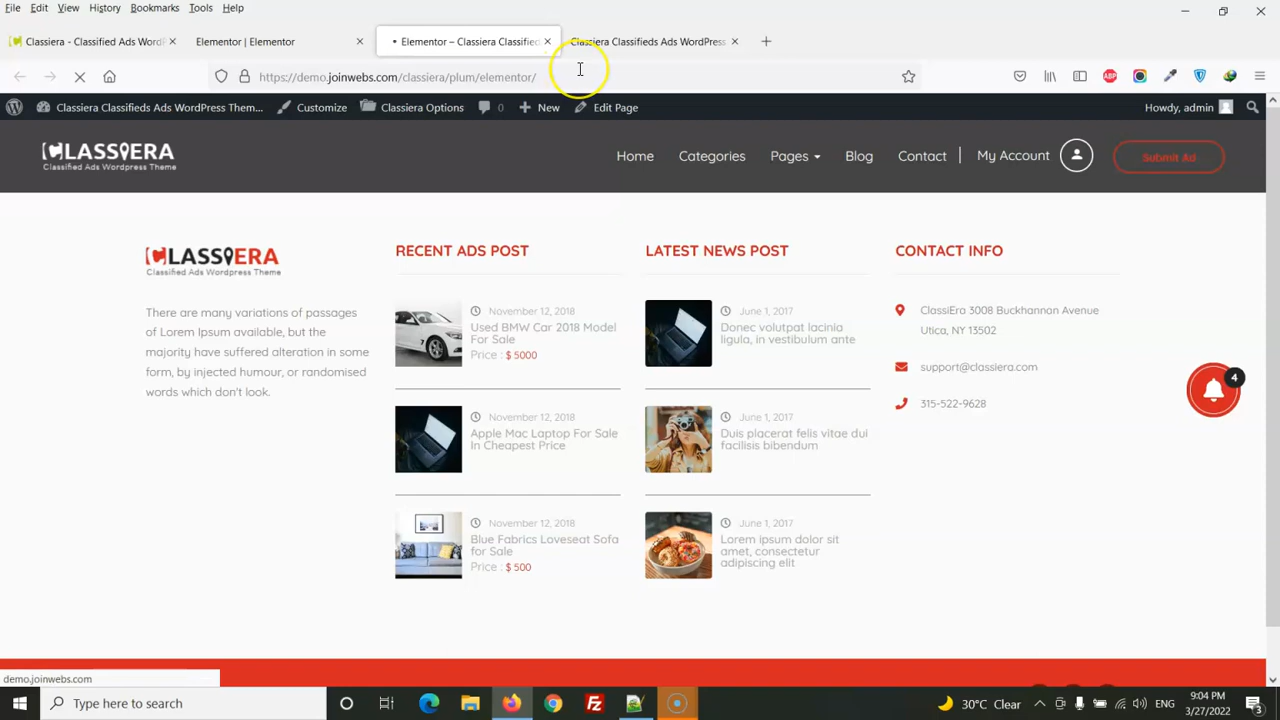 File Edit View History Bookmarks Tools Help
Classiera - Classified Ads WordP
Elementor | Elementor
Elementor – Classiera Classified
Classiera Classifieds Ads WordPress
https://demo.joinwebs.com/classiera/plum/elementor/
ABP
Classiera Classifieds Ads WordPress Them... Customize Classiera Options 0 New Edit Page Howdy, admin
CLASSIERA
Classified Ads Wordpress Theme
Home Categories Pages Blog Contact My Account Submit Ad
CLASSIERA
Classified Ads Wordpress Theme
There are many variations of passages
of Lorem Ipsum available, but the
majority have suffered alteration in some
form, by injected humour, or randomised
words which don't look.
RECENT ADS POST
November 12, 2018
Used BMW Car 2018 Model
For Sale
Price : $ 5000
November 12, 2018
Apple Mac Laptop For Sale
In Cheapest Price
November 12, 2018
Blue Fabrics Loveseat Sofa
for Sale
Price : $ 500
LATEST NEWS POST
June 1, 2017
Donec volutpat lacinia
ligula, in vestibulum ante
June 1, 2017
Duis placerat felis vitae dui
facilisis bibendum
June 1, 2017
Lorem ipsum dolor sit
amet, consectetur
adipiscing elit
CONTACT INFO
ClassiEra 3008 Buckhannan Avenue
Utica, NY 13502
support@classiera.com
315-522-9628
4
demo.joinwebs.com
Type here to search
30°C Clear
ENG
9:04 PM
3/27/2022
3